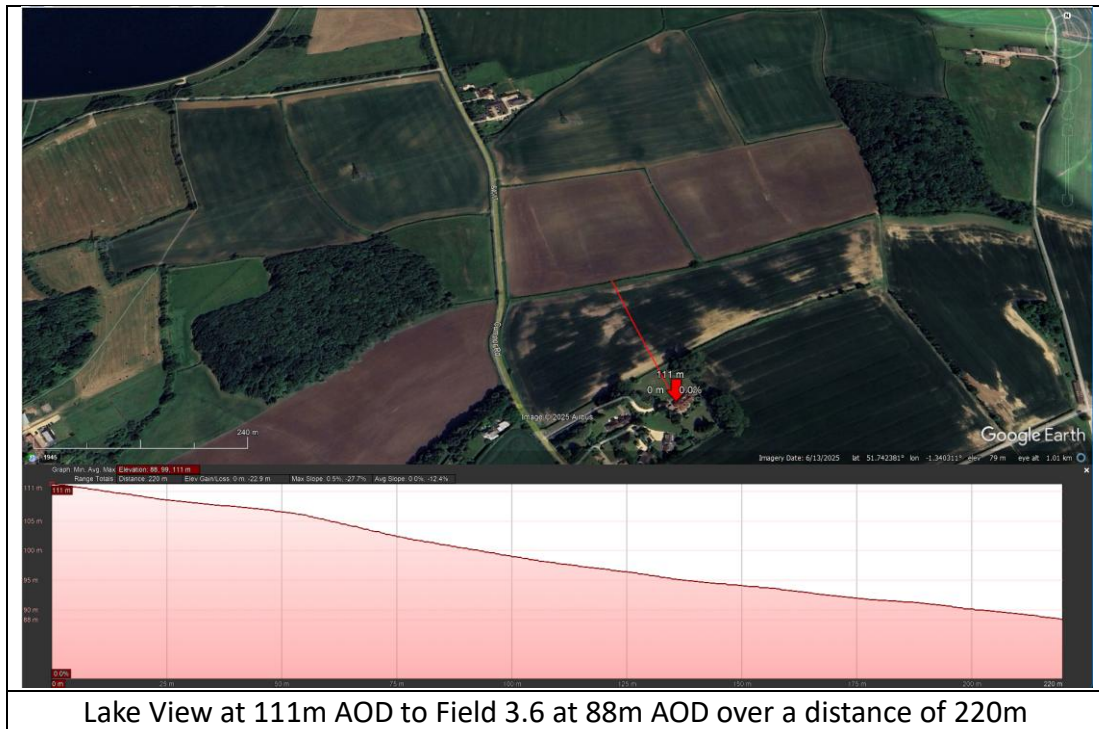 N
111 m
0 m 0.0%
Image © 2025 Airbus
240 m
Google Earth
1945
Imagery Date: 6/13/2025 lat 51.742381° lon -1.340311° elev 79 m eye alt 1.01 km
Graph: Min, Avg, Max Elevation: 88, 99, 111 m
Range Totals: Distance: 220 m Elev Gain/Loss: 0 m, -22.9 m Max Slope: 0.5%, -27.7% Avg Slope: 0.0%, -12.4%
111 m
111 m
105 m
100 m
95 m
90 m
88 m
0.0%
0 m 25 m 50 m 75 m 100 m 125 m 150 m 175 m 200 m 220 m
Lake View at 111m AOD to Field 3.6 at 88m AOD over a distance of 220m